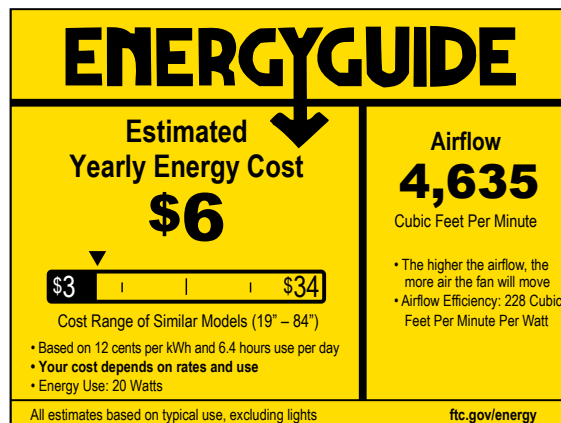 ENERGYGUIDE
Estimated
Yearly Energy Cost
$6
$3
$34
Cost Range of Similar Models (19” – 84”)
• Based on 12 cents per kWh and 6.4 hours use per day
• Your cost depends on rates and use
• Energy Use: 20 Watts
All estimates based on typical use, excluding lights
Airflow
4,635
Cubic Feet Per Minute
• The higher the airflow, the
more air the fan will move
• Airflow Efficiency: 228 Cubic
Feet Per Minute Per Watt
ftc.gov/energy